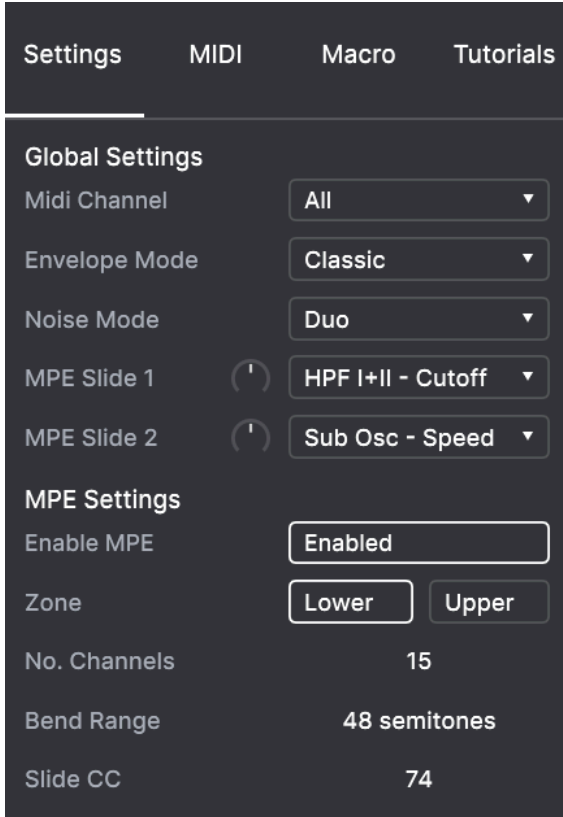 Settings MIDI Macro Tutorials
Global Settings
Midi Channel All
Envelope Mode Classic
Noise Mode Duo
MPE Slide 1 HPF I+II - Cutoff
MPE Slide 2 Sub Osc - Speed
MPE Settings
Enable MPE Enabled
Zone Lower Upper
No. Channels 15
Bend Range 48 semitones
Slide CC 74